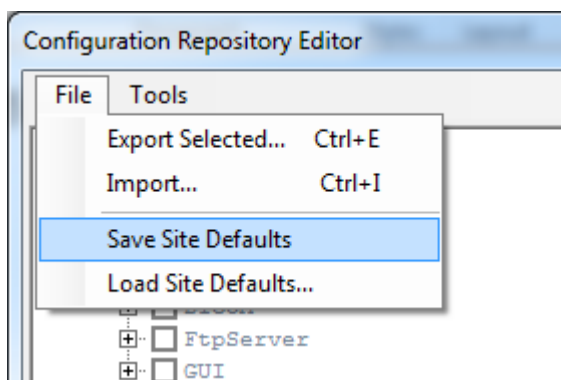 Configuration Repository Editor
File Tools
Export Selected... Ctrl+E
Import... Ctrl+I
Save Site Defaults
Load Site Defaults...
FtpServer
GUI